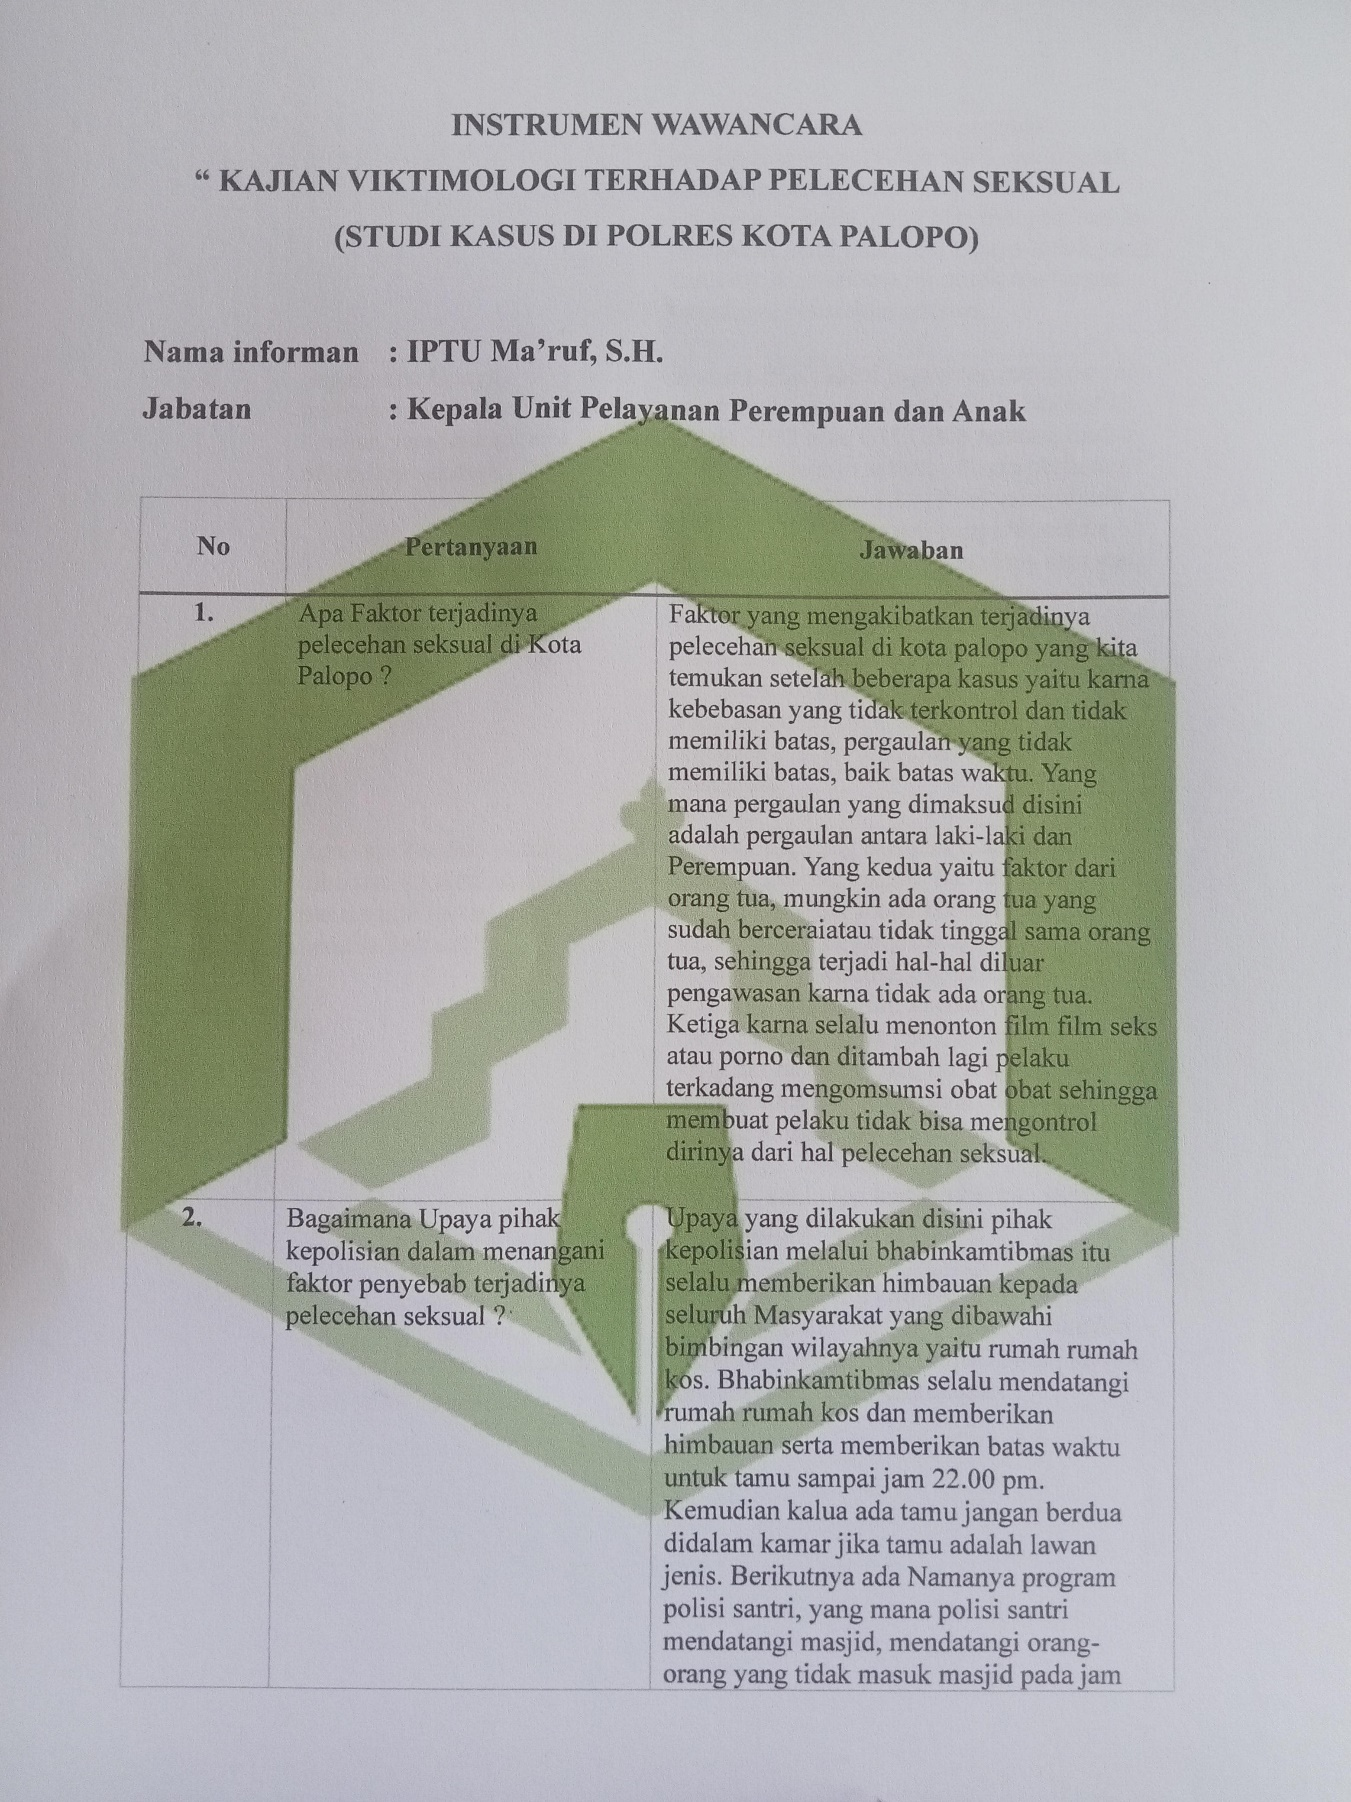 INSTRUMEN WAWANCARA
“ KAJIAN VIKTIMOLOGI TERHADAP PELECEHAN SEKSUAL
(STUDI KASUS DI POLRES KOTA PALOPO)
Nama informan : IPTU Ma’ruf, S.H.
Jabatan : Kepala Unit Pelayanan Perempuan dan Anak
No Pertanyaan Jawaban
1.
Apa Faktor terjadinya
pelecehan seksual di Kota
Palopo ?
Faktor yang mengakibatkan terjadinya
pelecehan seksual di kota palopo yang kita
temukan setelah beberapa kasus yaitu karna
kebebasan yang tidak terkontrol dan tidak
memiliki batas, pergaulan yang tidak
memiliki batas, baik batas waktu. Yang
mana pergaulan yang dimaksud disini
adalah pergaulan antara laki-laki dan
Perempuan. Yang kedua yaitu faktor dari
orang tua, mungkin ada orang tua yang
sudah berceraiatau tidak tinggal sama orang
tua, sehingga terjadi hal-hal diluar
pengawasan karna tidak ada orang tua.
Ketiga karna selalu menonton film film seks
atau porno dan ditambah lagi pelaku
terkadang mengomsumsi obat obat sehingga
membuat pelaku tidak bisa mengontrol
dirinya dari hal pelecehan seksual.
2.
Bagaimana Upaya pihak
kepolisian dalam menangani
faktor penyebab terjadinya
pelecehan seksual ?
Upaya yang dilakukan disini pihak
kepolisian melalui bhabinkamtibmas itu
selalu memberikan himbauan kepada
seluruh Masyarakat yang dibawahi
bimbingan wilayahnya yaitu rumah rumah
kos. Bhabinkamtibmas selalu mendatangi
rumah rumah kos dan memberikan
himbauan serta memberikan batas waktu
untuk tamu sampai jam 22.00 pm.
Kemudian kalua ada tamu jangan berdua
didalam kamar jika tamu adalah lawan
jenis. Berikutnya ada Namanya program
polisi santri, yang mana polisi santri
mendatangi masjid, mendatangi orang-
orang yang tidak masuk masjid pada jam